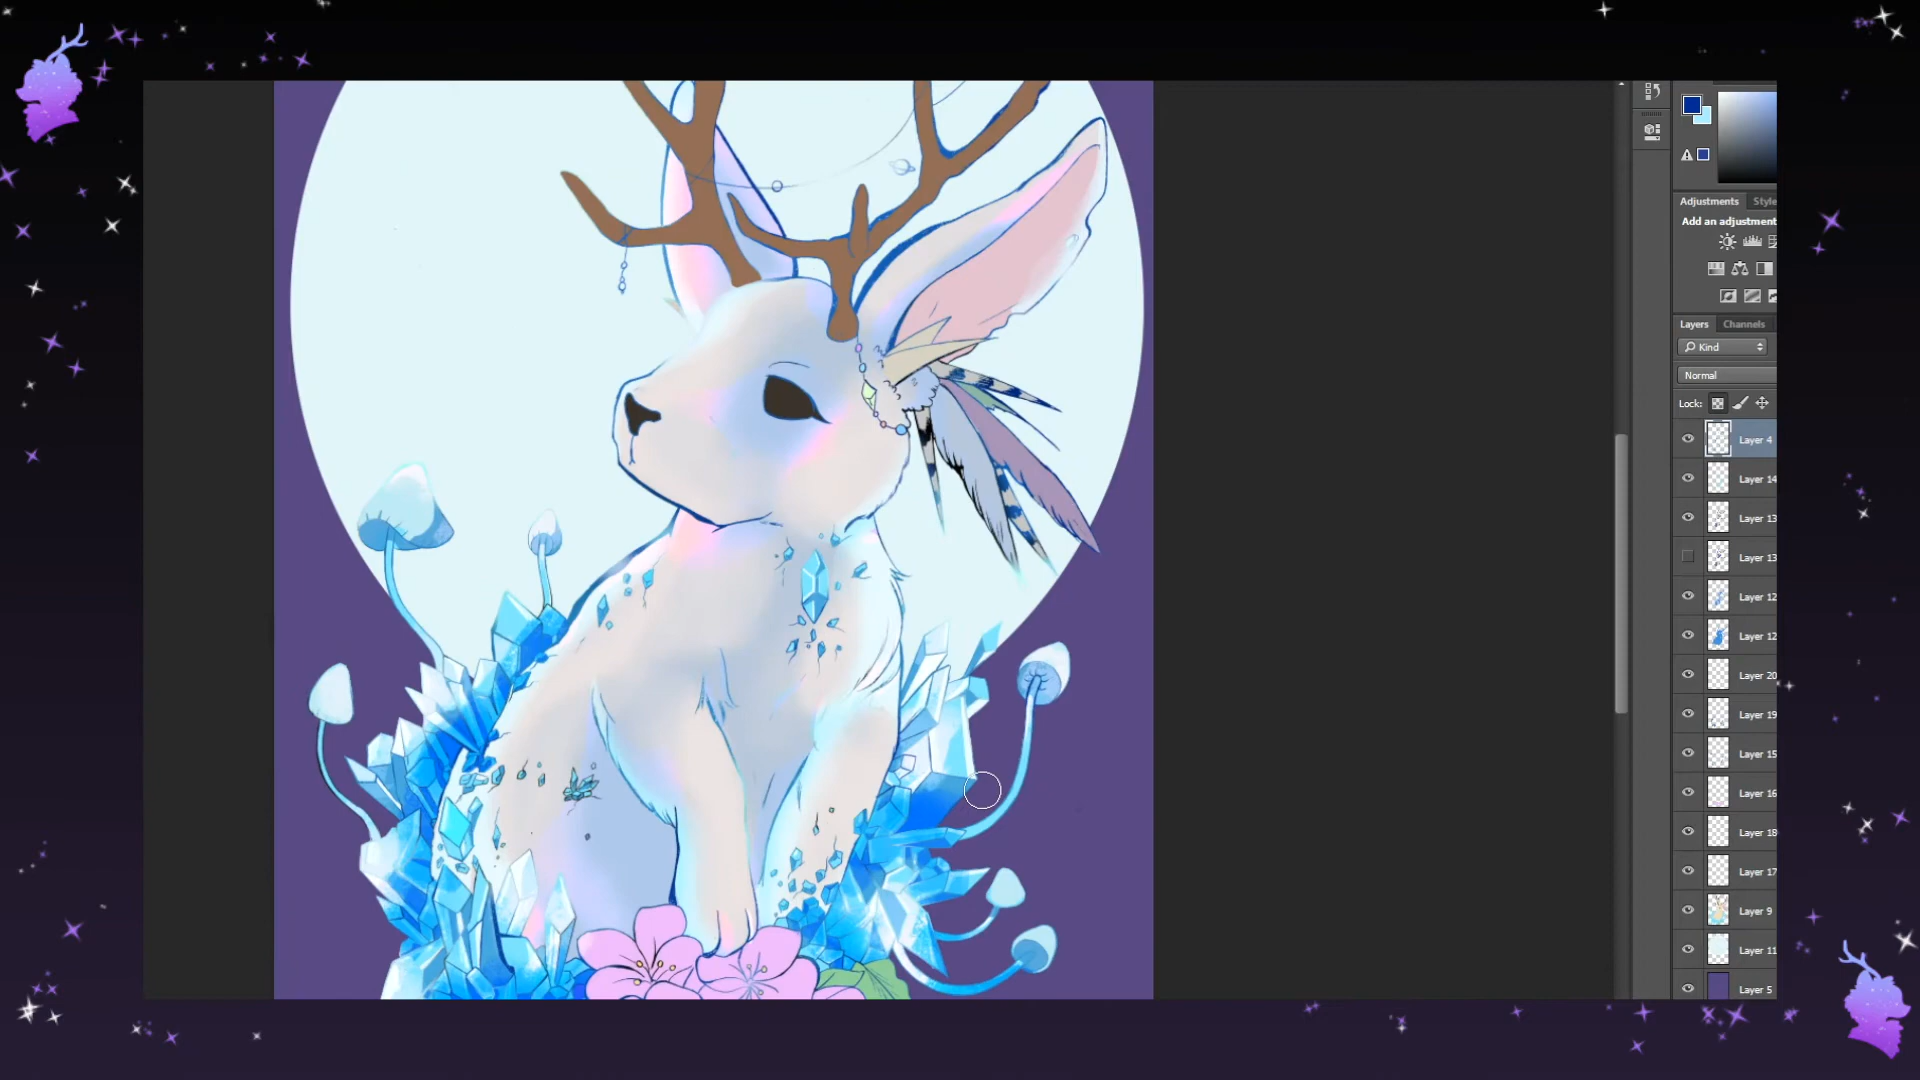 Adjustments Style
Add an adjustment
Layers Channels
Kind
Normal
Lock:
Layer 4
Layer 14
Layer 13
Layer 13
Layer 12
Layer 12
Layer 20
Layer 19
Layer 15
Layer 16
Layer 18
Layer 17
Layer 9
Layer 11
Layer 5